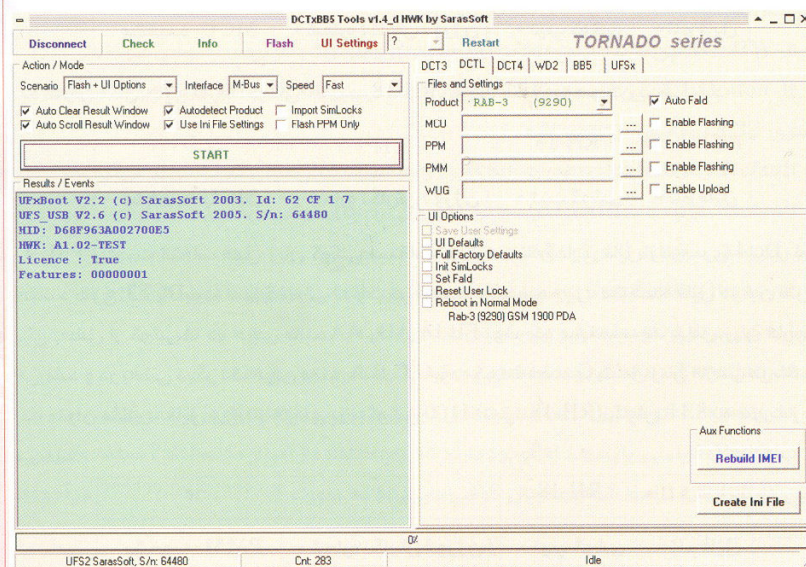 DCTxBB5 Tools v1.4_d HWK by SarasSoft
Disconnect Check Info Flash UI Settings ? Restart TORNADO series
Action / Mode
Scenario Flash + UI Options Interface M-Bus Speed Fast
Auto Clear Result Window Autodetect Product Import SimLocks
Auto Scroll Result Window Use Ini File Settings Flash PPM Only
START
Results / Events
UFxBoot V2.2 (c) SarasSoft 2003. Id: 62 CF 1 7
UFS_USB V2.6 (c) SarasSoft 2005. S/n: 64480
MID: D68F963A002700E5
HWK: A1.02-TEST
Licence : True
Features: 00000001
DCT3 DCTL DCT4 WD2 BB5 UFSx
Files and Settings
Product RAB-3 (9290) Auto Fald
MCU ... Enable Flashing
PPM ... Enable Flashing
PMM ... Enable Flashing
WUG ... Enable Upload
UI Options
Save User Settings
UI Defaults
Full Factory Defaults
Init SimLocks
Set Fald
Reset User Lock
Reboot in Normal Mode
Rab-3 (9290) GSM 1900 PDA
Aux Functions
Rebuild IMEI
Create Ini File
0%
UFS2 SarasSoft, S/n: 64480 Cnt: 283 Idle